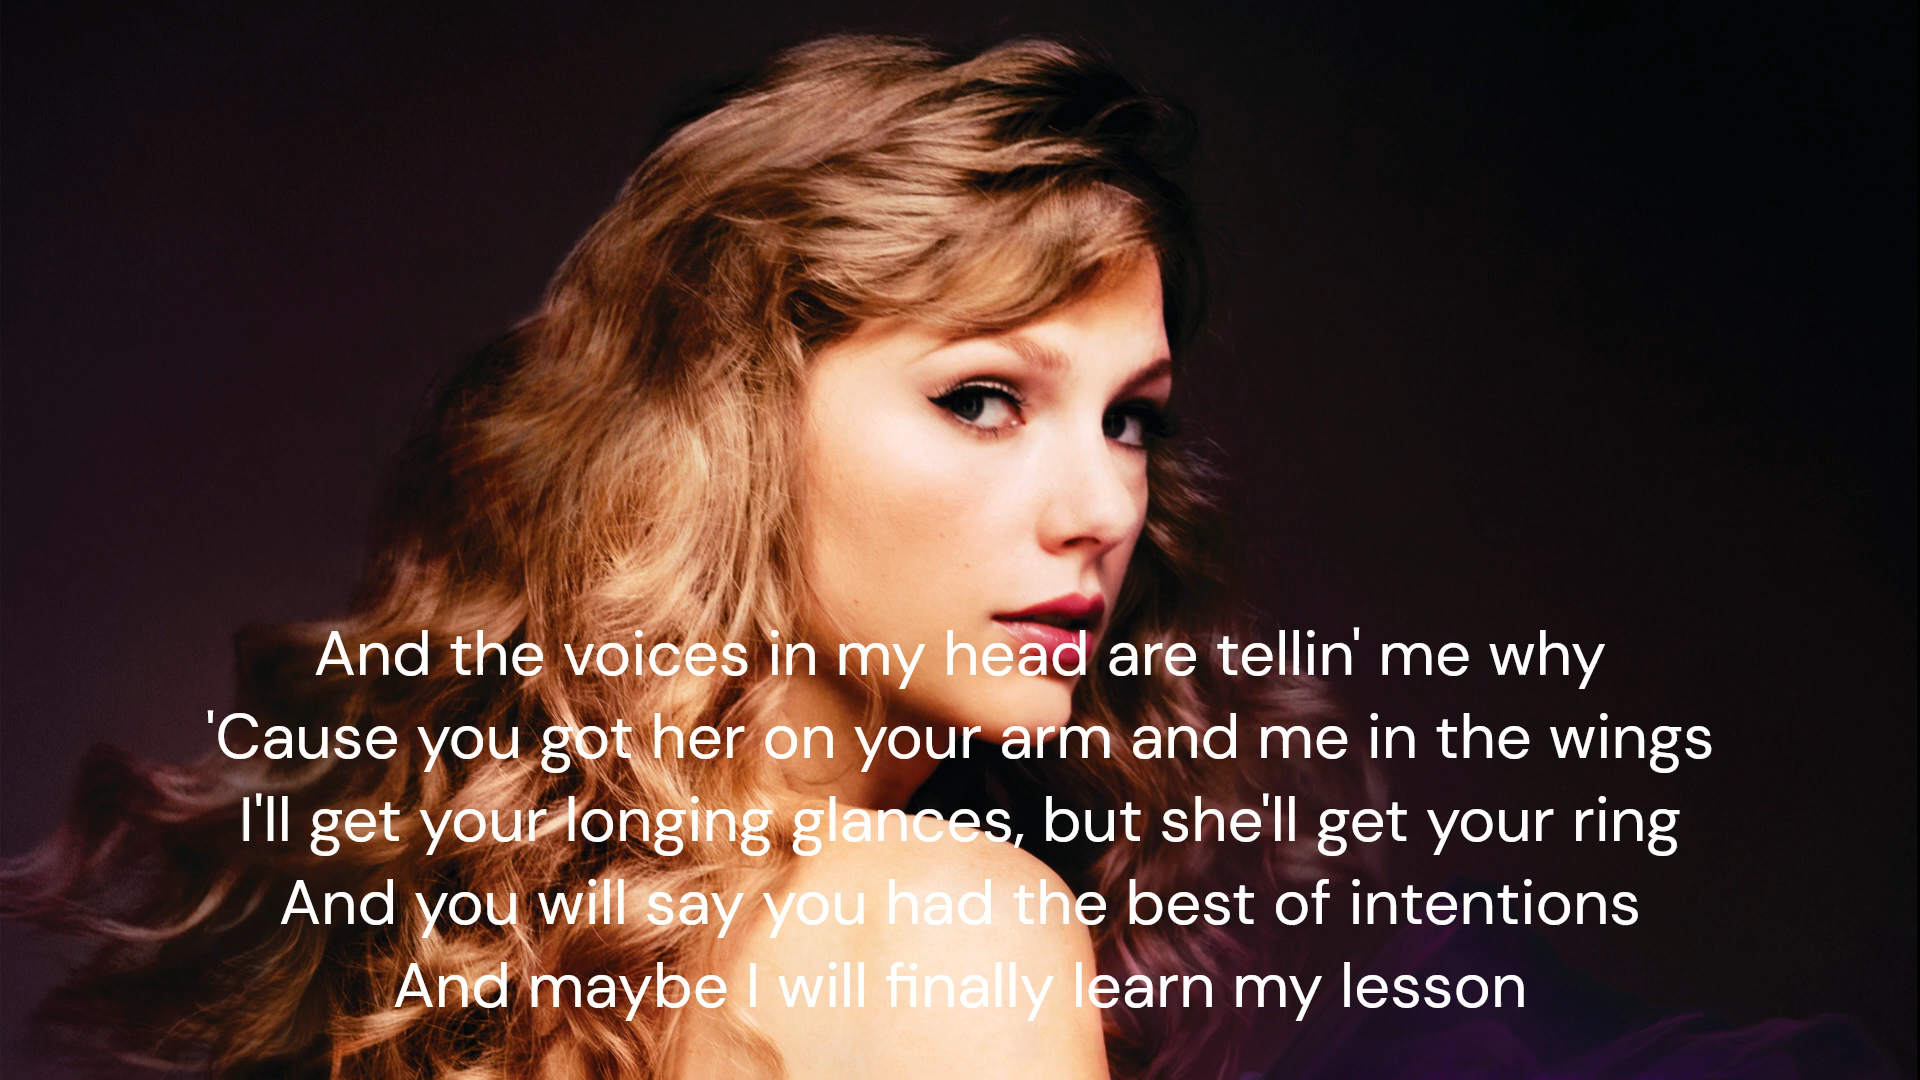 And the voices in my head are tellin' me why
'Cause you got her on your arm and me in the wings
I'll get your longing glances, but she'll get your ring
And you will say you had the best of intentions
And maybe I will finally learn my lesson